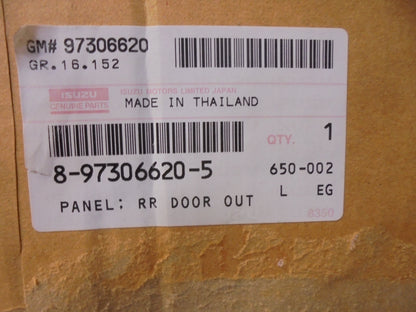 GM# 97306620
GR.16.152
ISUZU ISUZU MOTORS LIMITED JAPAN
GENUINE PARTS MADE IN THAILAND
QTY. 1
8-97306620-5 650-002
PANEL; RR DOOR OUT L EG
8350